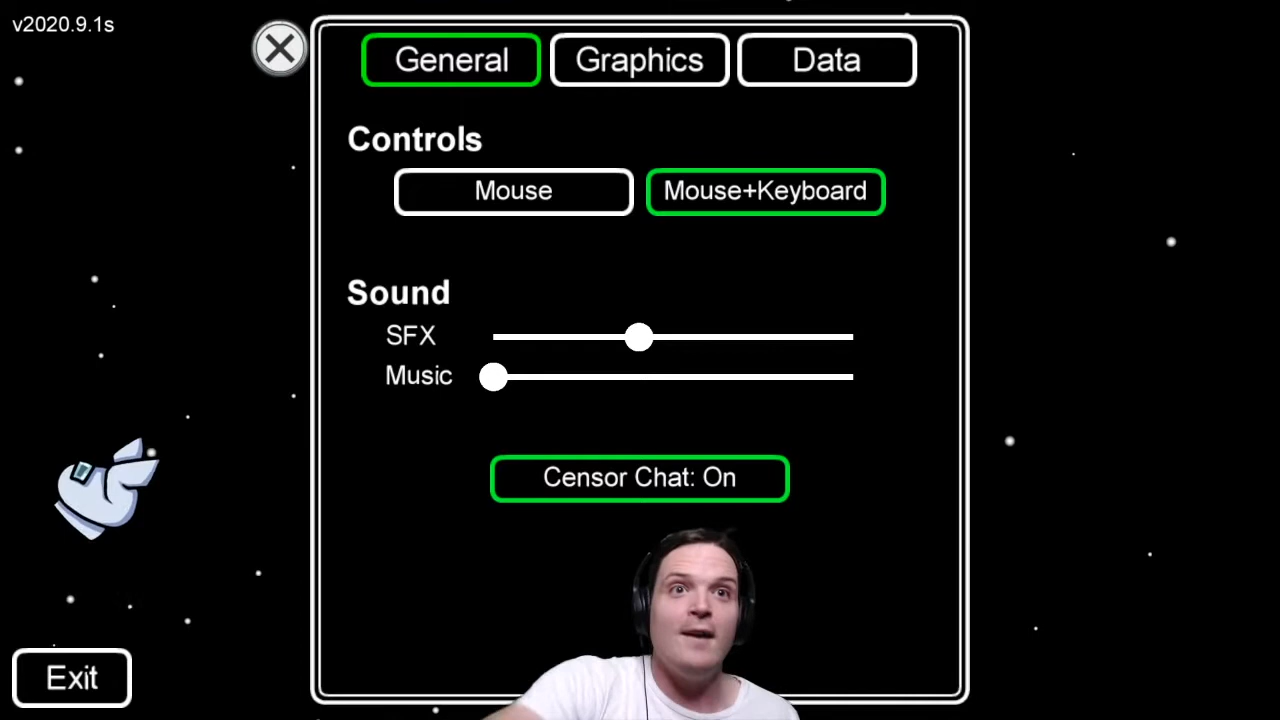 v2020.9.1s
General
Graphics
Data
Controls
Mouse
Mouse+Keyboard
Sound
SFX
Music
Censor Chat: On
Exit